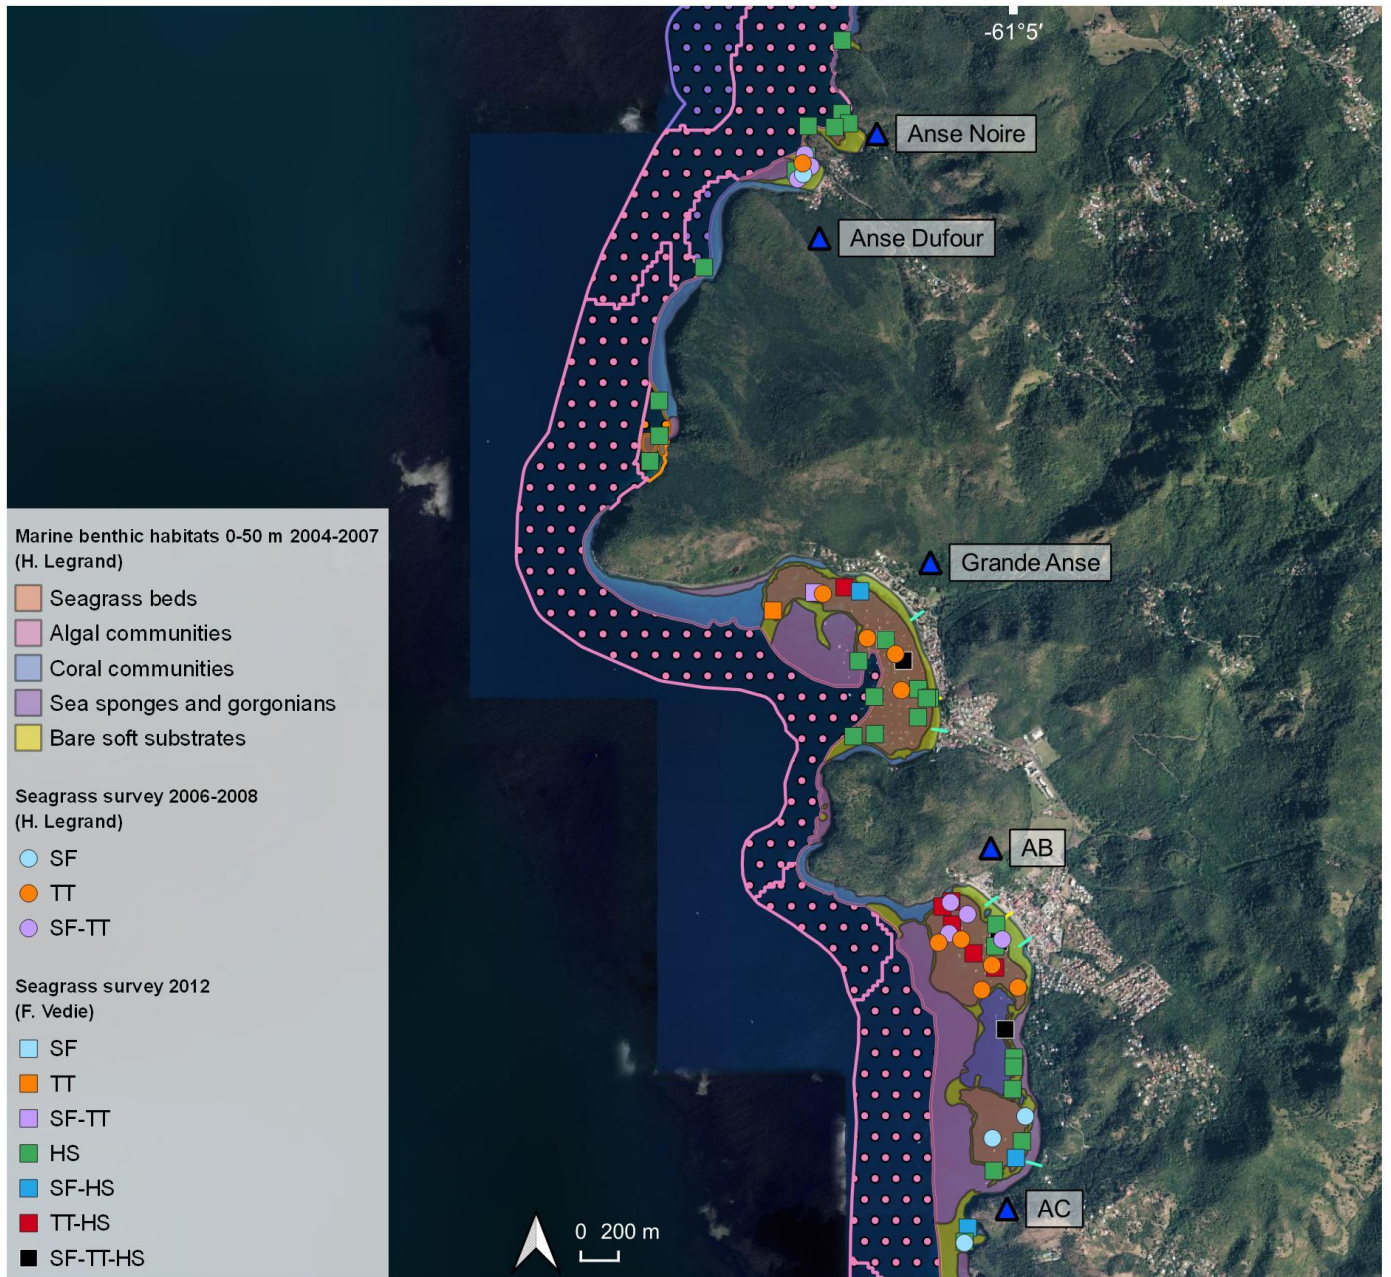 -61°5′
Anse Noire
Anse Dufour
Grande Anse
AB
AC
Marine benthic habitats 0-50 m 2004-2007
(H. Legrand)
Seagrass beds
Algal communities
Coral communities
Sea sponges and gorgonians
Bare soft substrates
Seagrass survey 2006-2008
(H. Legrand)
SF
TT
SF-TT
Seagrass survey 2012
(F. Vedie)
SF
TT
SF-TT
HS
SF-HS
TT-HS
SF-TT-HS
0 200 m